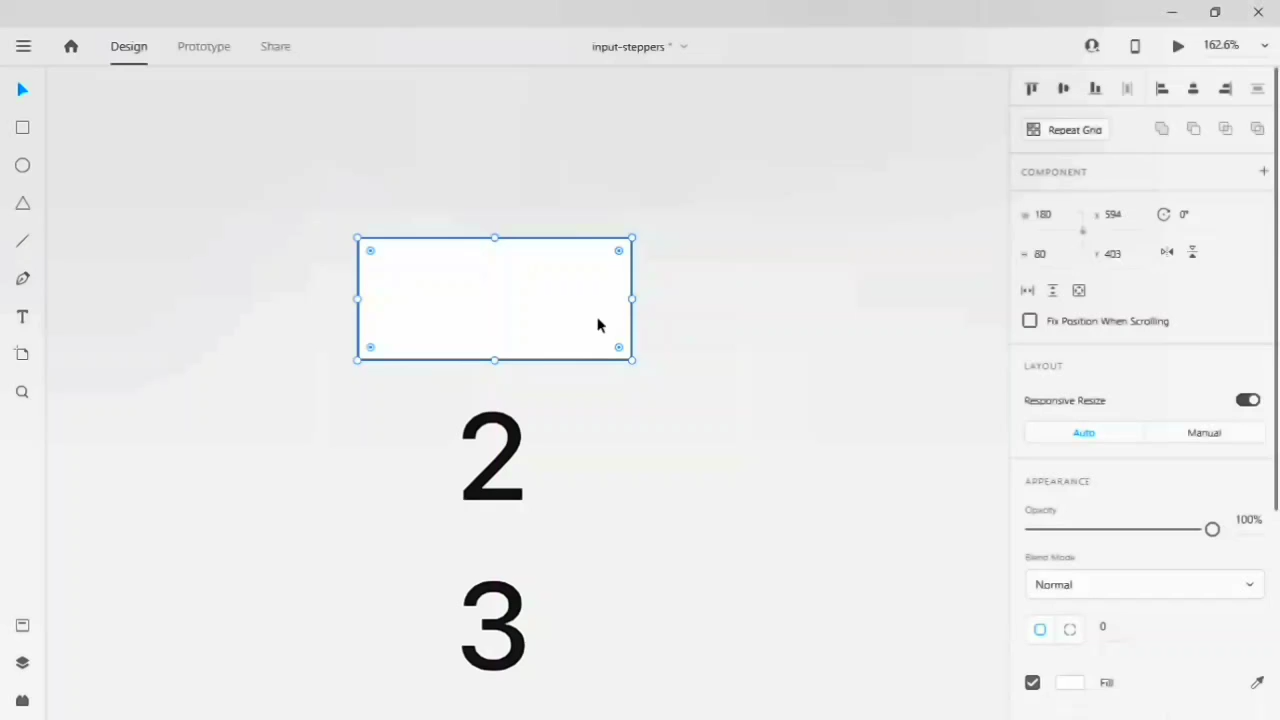 Design Prototype Share input-steppers * 162.6%
Repeat Grid
COMPONENT +
W 180 X 594 0°
H 80 Y 403
Fix Position When Scrolling
LAYOUT
Responsive Resize
Auto Manual
2
APPEARANCE
Opacity
100%
Blend Mode
Normal
3
0
Fill